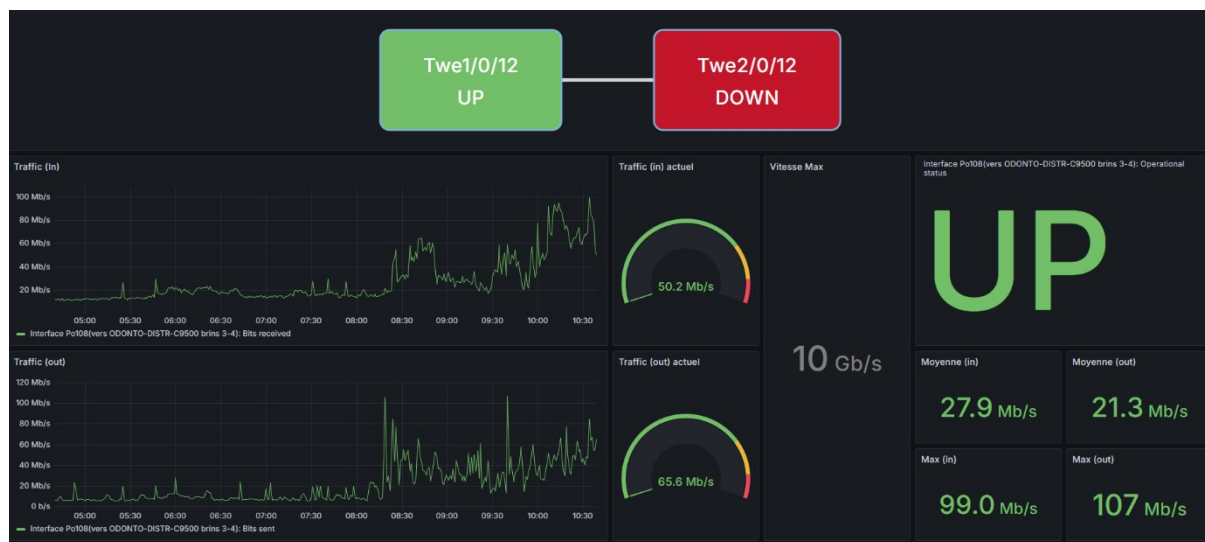 Twe1/0/12
UP
Twe2/0/12
DOWN
Traffic (In)
100 Mb/s
80 Mb/s
60 Mb/s
40 Mb/s
20 Mb/s
05:00 05:30 06:00 06:30 07:00 07:30 08:00 08:30 09:00 09:30 10:00 10:30
Interface Po108(vers ODONTO-DISTR-C9500 brins 3-4): Bits received
Traffic (in) actuel
50.2 Mb/s
Vitesse Max
10 Gb/s
Interface Po108(vers ODONTO-DISTR-C9500 brins 3-4): Operational
status
UP
Traffic (out)
120 Mb/s
100 Mb/s
80 Mb/s
60 Mb/s
40 Mb/s
20 Mb/s
0 b/s
05:00 05:30 06:00 06:30 07:00 07:30 08:00 08:30 09:00 09:30 10:00 10:30
Interface Po108(vers ODONTO-DISTR-C9500 brins 3-4): Bits sent
Traffic (out) actuel
65.6 Mb/s
Moyenne (in)
27.9 Mb/s
Moyenne (out)
21.3 Mb/s
Max (in)
99.0 Mb/s
Max (out)
107 Mb/s